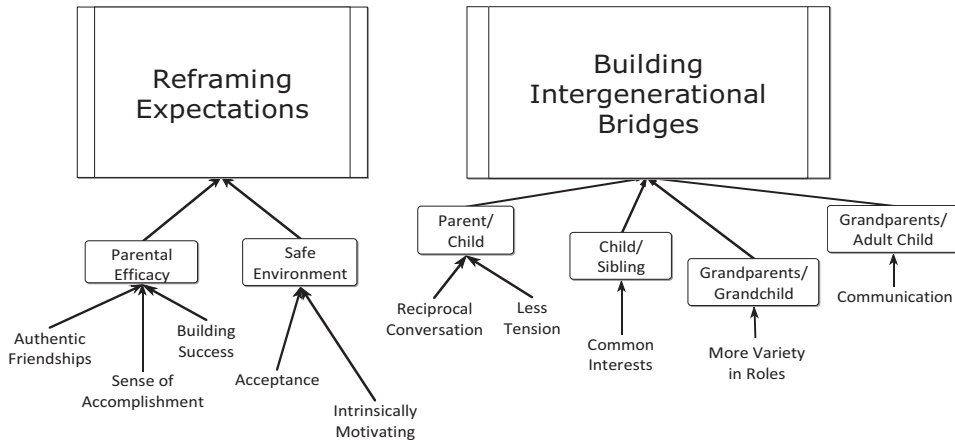 Reframing
Expectations
Building
Intergenerational
Bridges
Parental
Efficacy
Safe
Environment
Parent/
Child
Child/
Sibling
Grandparents/
Grandchild
Grandparents/
Adult Child
Authentic
Friendships
Sense of
Accomplishment
Building
Success
Acceptance
Intrinsically
Motivating
Reciprocal
Conversation
Less
Tension
Common
Interests
More Variety
in Roles
Communication